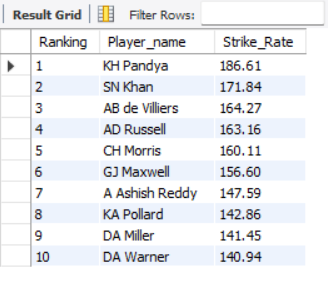 Result Grid Filter Rows:
Ranking Player_name Strike_Rate
1 KH Pandya 186.61
2 SN Khan 171.84
3 AB de Villiers 164.27
4 AD Russell 163.16
5 CH Morris 160.11
6 GJ Maxwell 156.60
7 A Ashish Reddy 147.59
8 KA Pollard 142.86
9 DA Miller 141.45
10 DA Warner 140.94